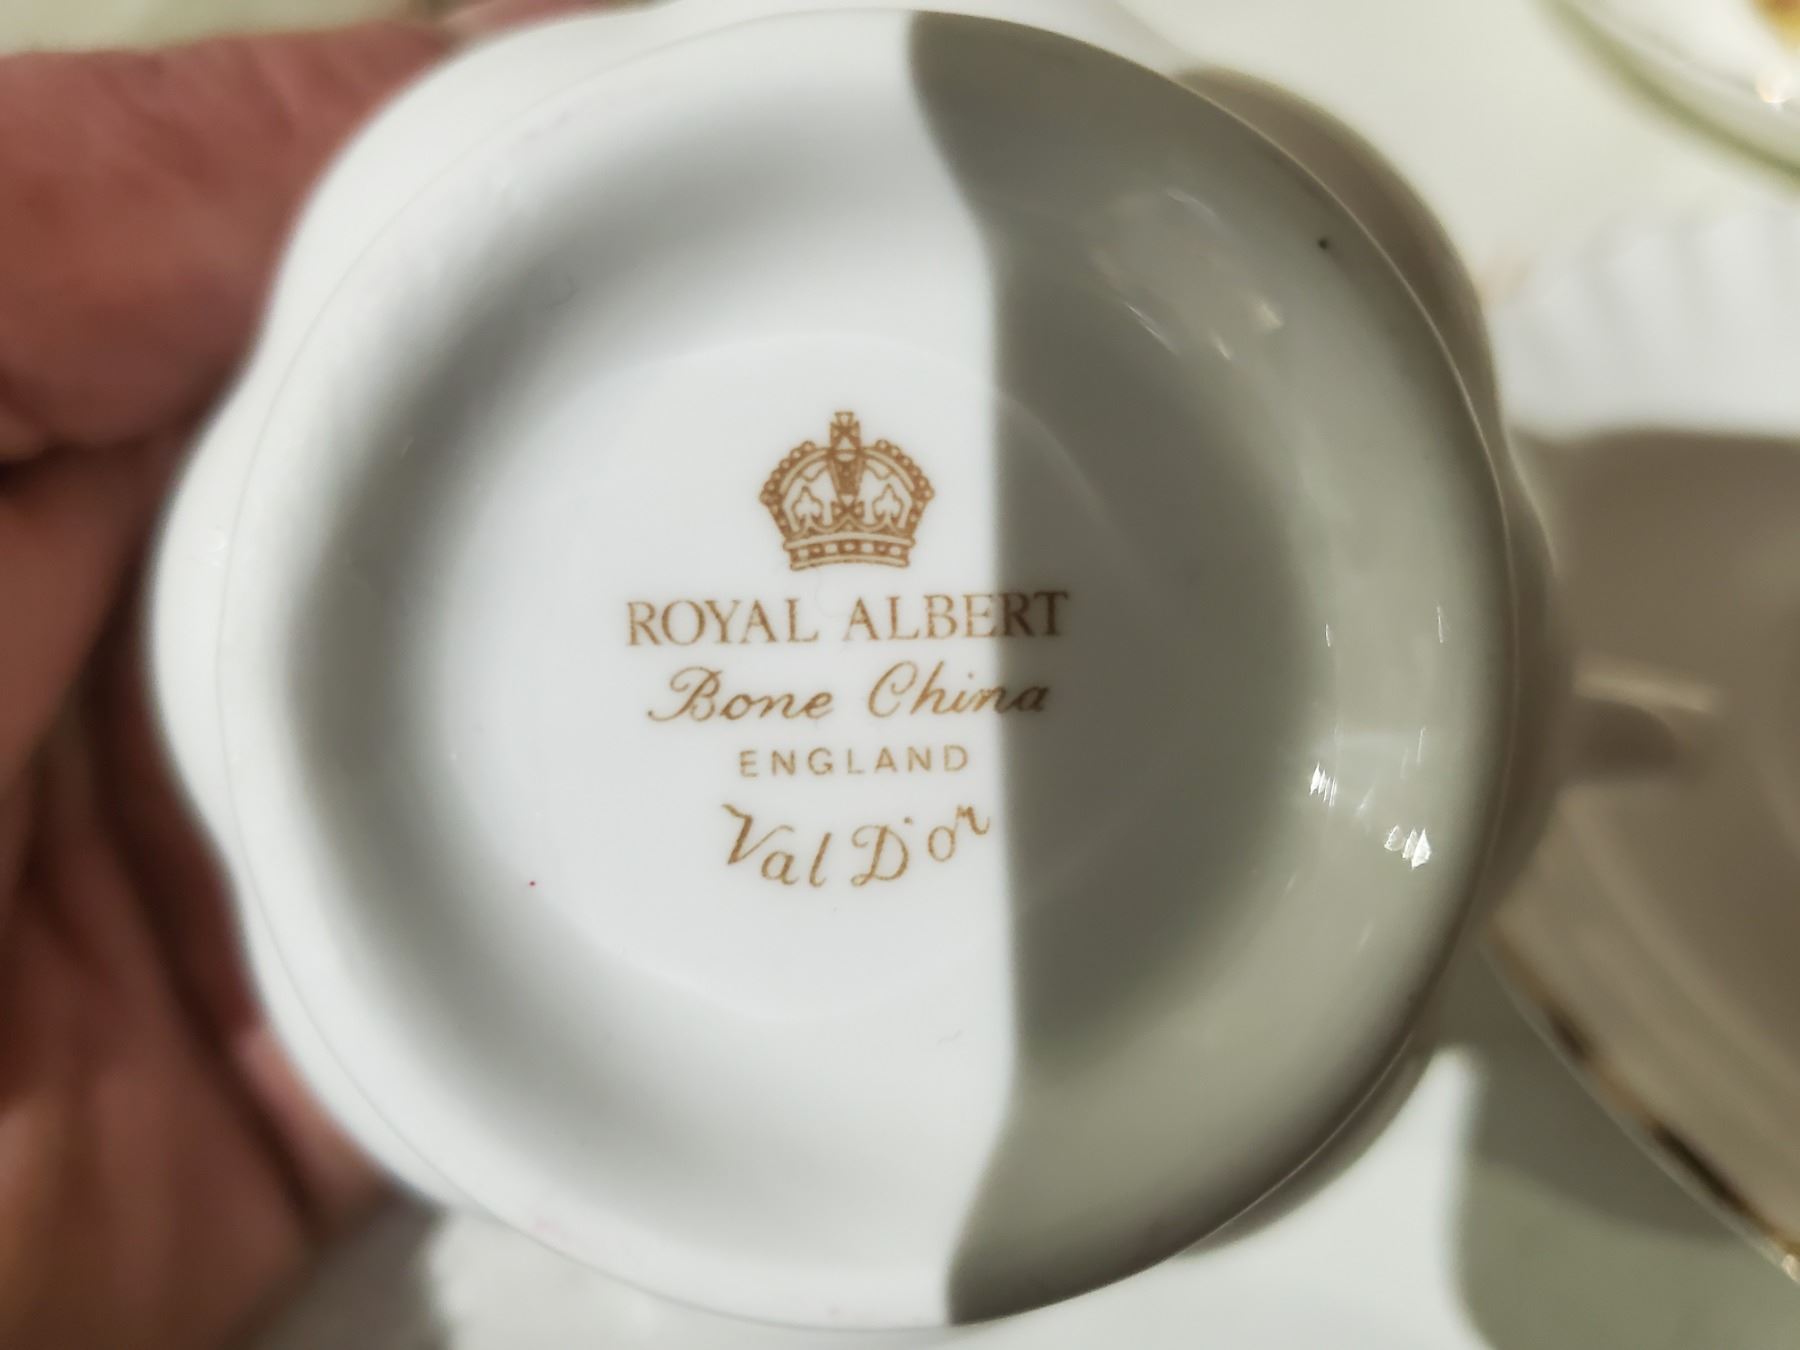 ROYAL ALBERT
Bone China
ENGLAND
Val D'or